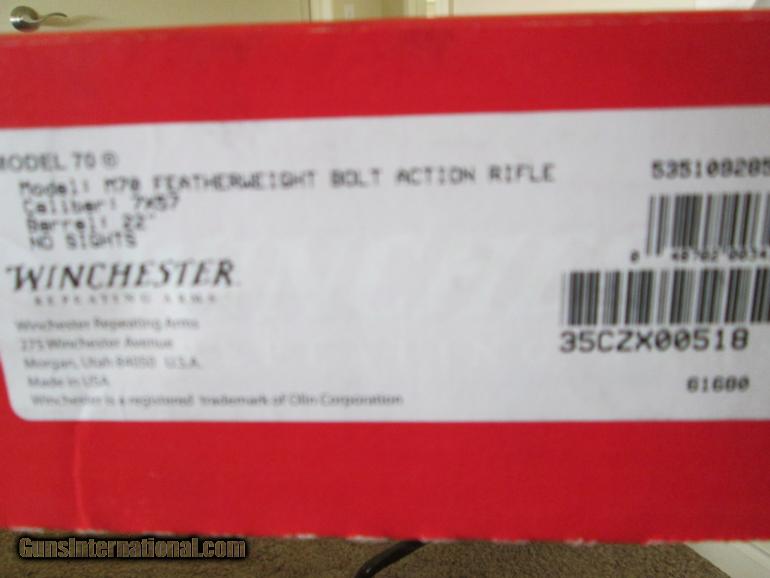 MODEL 70 ®
Model: M70 FEATHERWEIGHT BOLT ACTION RIFLE
Caliber: 7X57
Barrel: 22"
NO SIGHTS
535109285
WINCHESTER
REPEATING ARMS
35CZX00518
61680
Winchester Repeating Arms
275 Winchester Avenue
Morgan, Utah 84050 U.S.A.
Made in USA
Winchester is a registered trademark of Olin Corporation
GunsInternational.com